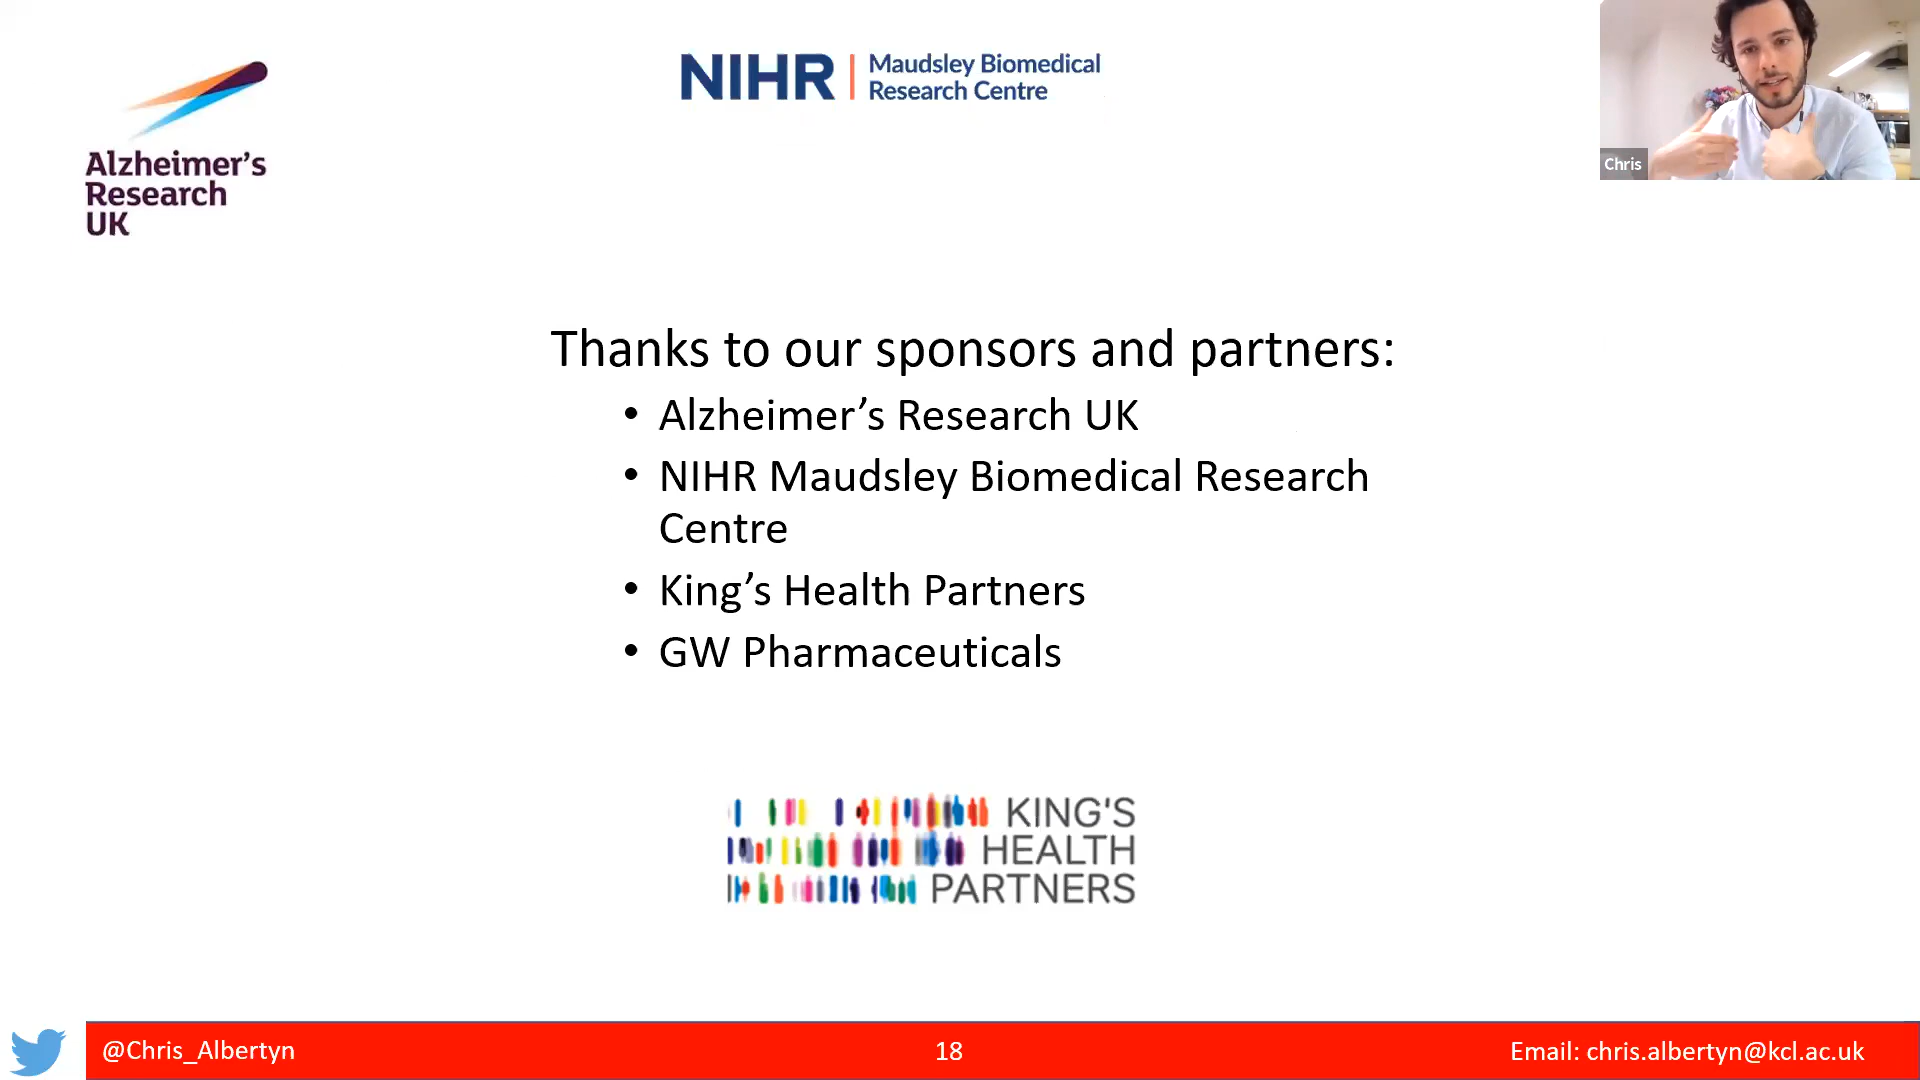 Alzheimer's
Research
UK
NIHR | Maudsley Biomedical
Research Centre
Chris
Thanks to our sponsors and partners:
• Alzheimer’s Research UK
• NIHR Maudsley Biomedical Research
Centre
• King’s Health Partners
• GW Pharmaceuticals
KING'S
HEALTH
PARTNERS
@Chris_Albertyn
18
Email: chris.albertyn@kcl.ac.uk